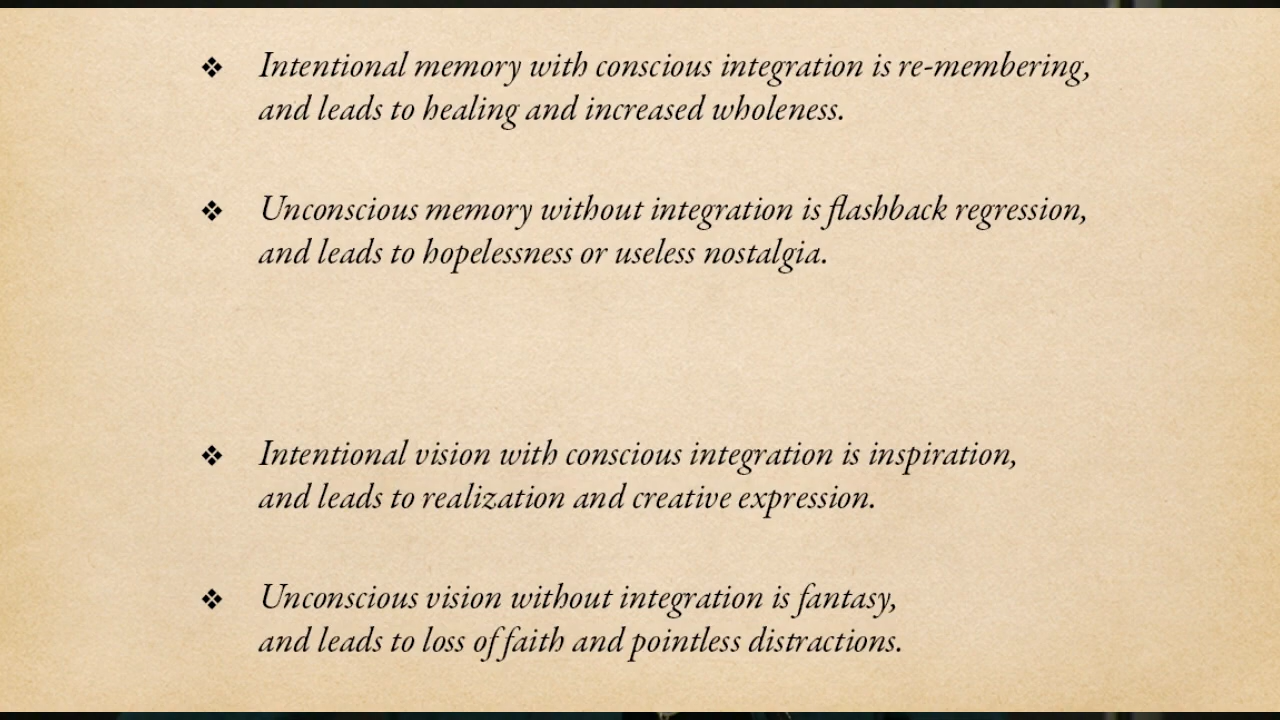 ❖ Intentional memory with conscious integration is re-membering,
and leads to healing and increased wholeness.
❖ Unconscious memory without integration is flashback regression,
and leads to hopelessness or useless nostalgia.
❖ Intentional vision with conscious integration is inspiration,
and leads to realization and creative expression.
❖ Unconscious vision without integration is fantasy,
and leads to loss of faith and pointless distractions.